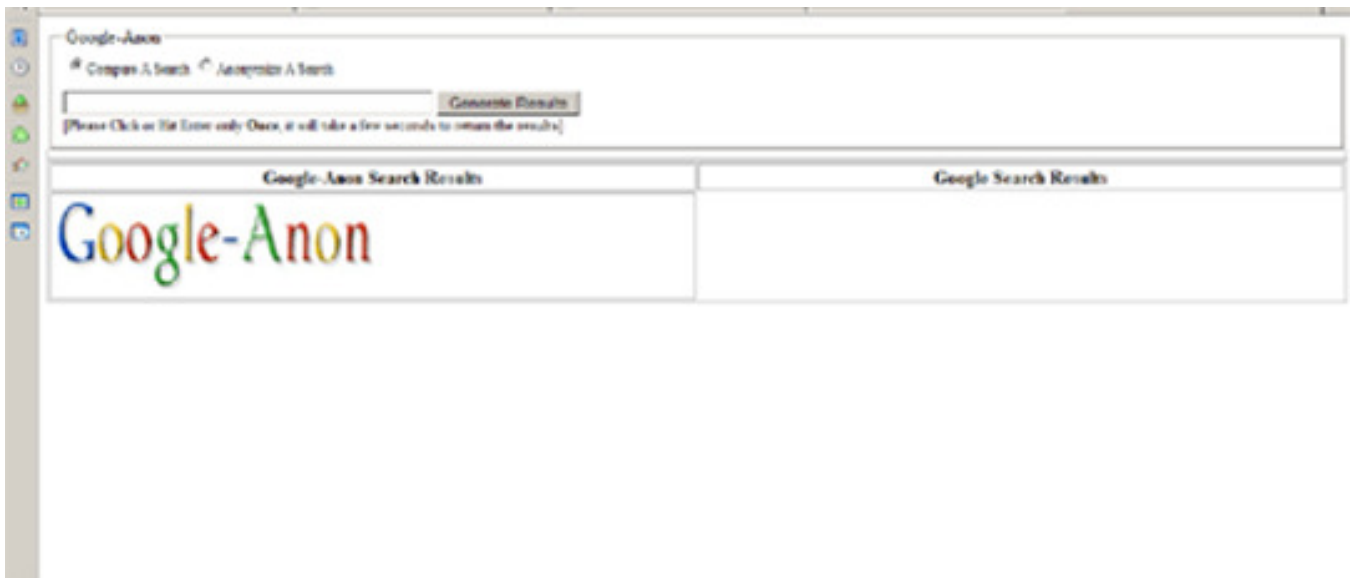 Google-Anon
Compare A Search Anonymize A Search
Generate Results
[Please Click or Hit Enter only Once, it will take a few seconds to return the results]
Google-Anon Search Results Google Search Results
Google-Anon